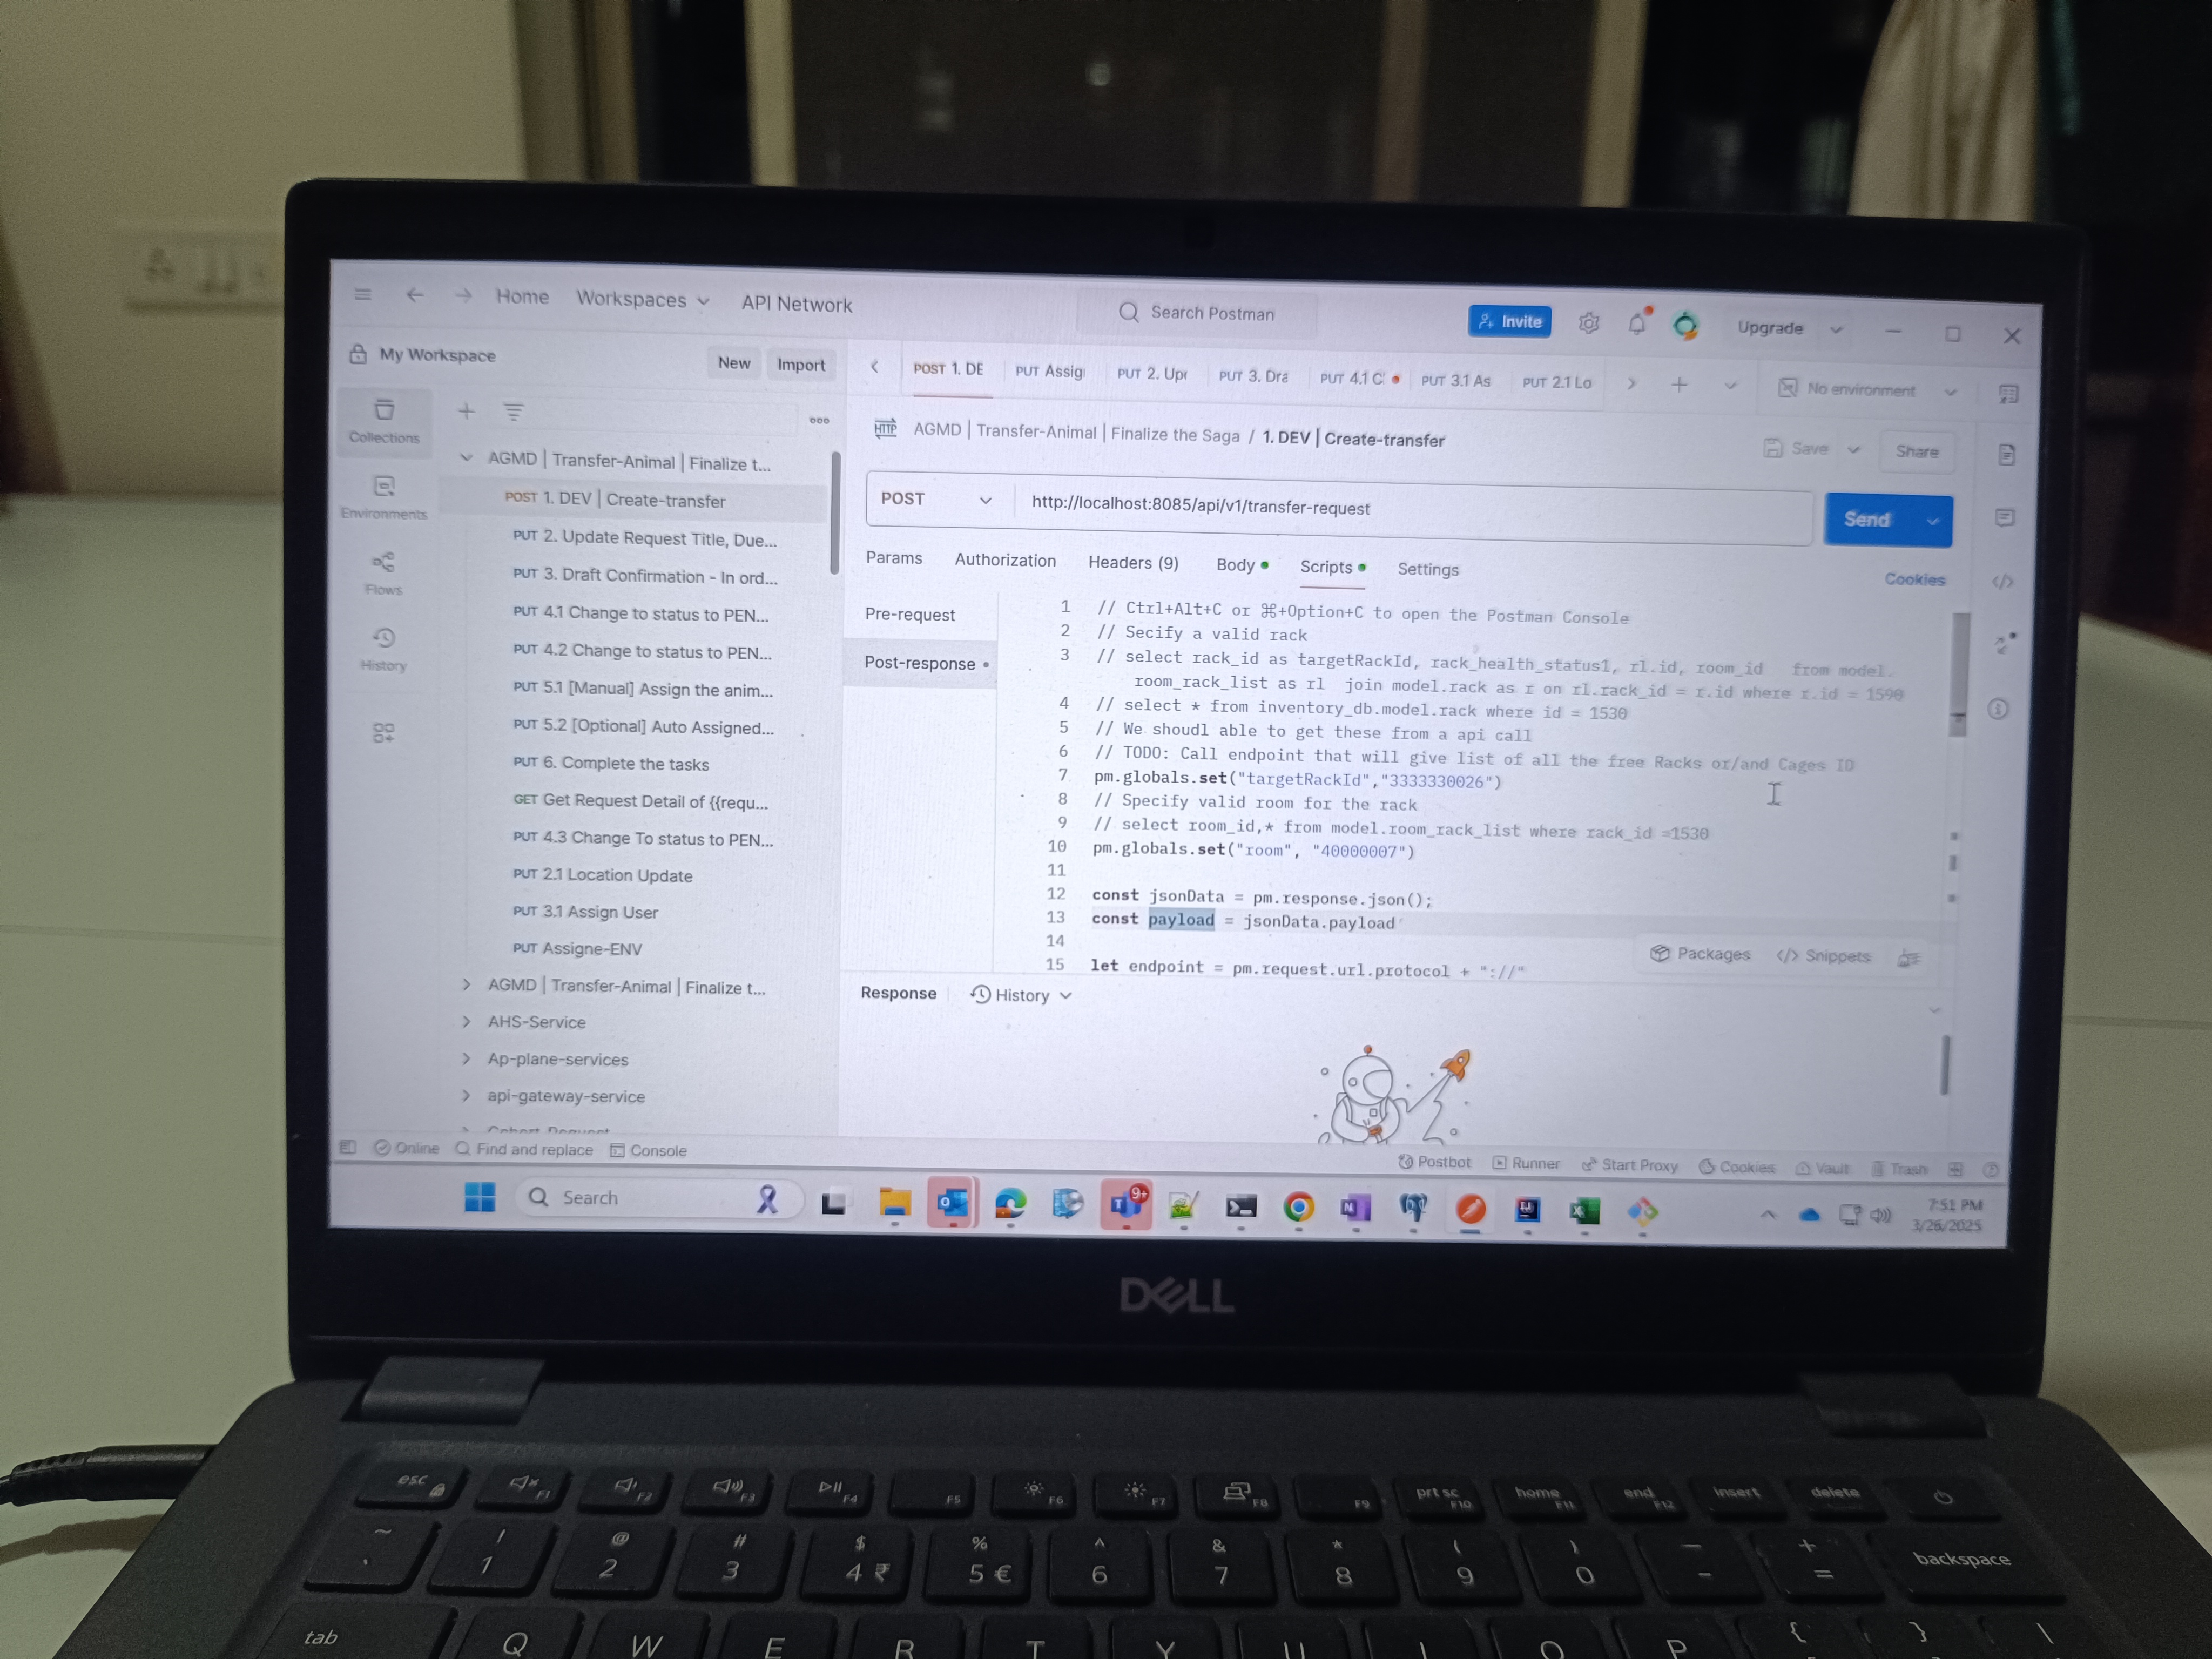 Home Workspaces API Network
Search Postman
Invite
Upgrade
My Workspace
New Import
POST 1. DE
PUT Assig
PUT 2. Up
PUT 3. Dra
PUT 4.1 C
PUT 3.1 As
PUT 2.1 Lo
No environment
Collections
Environments
Flows
History
AGMD | Transfer-Animal | Finalize t...
POST 1. DEV | Create-transfer
PUT 2. Update Request Title, Due...
PUT 3. Draft Confirmation - In ord...
PUT 4.1 Change to status to PEN...
PUT 4.2 Change to status to PEN...
PUT 5.1 [Manual] Assign the anim...
PUT 5.2 [Optional] Auto Assigned...
PUT 6. Complete the tasks
GET Get Request Detail of {{requ...
PUT 4.3 Change To status to PEN...
PUT 2.1 Location Update
PUT 3.1 Assign User
PUT Assigne-ENV
AGMD | Transfer-Animal | Finalize t...
AHS-Service
Ap-plane-services
api-gateway-service
HTTP AGMD | Transfer-Animal | Finalize the Saga / 1. DEV | Create-transfer
Save Share
POST http://localhost:8085/api/v1/transfer-request
Send
Params Authorization Headers (9) Body Scripts Settings
Cookies
Pre-request
Post-response
1 // Ctrl+Alt+C or ⌘+Option+C to open the Postman Console
2 // Secify a valid rack
3 // select rack_id as targetRackId, rack_health_status1, rl.id, room_id from model.
room_rack_list as rl join model.rack as r on rl.rack_id = r.id where r.id = 1590
4 // select * from inventory_db.model.rack where id = 1530
5 // We shoudl able to get these from a api call
6 // TODO: Call endpoint that will give list of all the free Racks or/and Cages ID
7 pm.globals.set("targetRackId","3333330026")
8 // Specify valid room for the rack
9 // select room_id,* from model.room_rack_list where rack_id =1530
10 pm.globals.set("room", "40000007")
11
12 const jsonData = pm.response.json();
13 const payload = jsonData.payload
14
15 let endpoint = pm.request.url.protocol + "://"
Packages </> Snippets
Response History
Online Find and replace Console
Postbot Runner Start Proxy Cookies Vault Trash
Search
9+
7:51 PM
3/26/2025
DELL
esc F1 F2 F3 F4 F5 F6 F7 F8 F9 prt sc F10 home F11 end F12 insert delete
~ ! @ # $ % ^ & * ( ) — +
` 1 2 3 4 ₹ 5 € 6 7 8 9 0 - = backspace
tab Q W E R T Y U I O P { } \